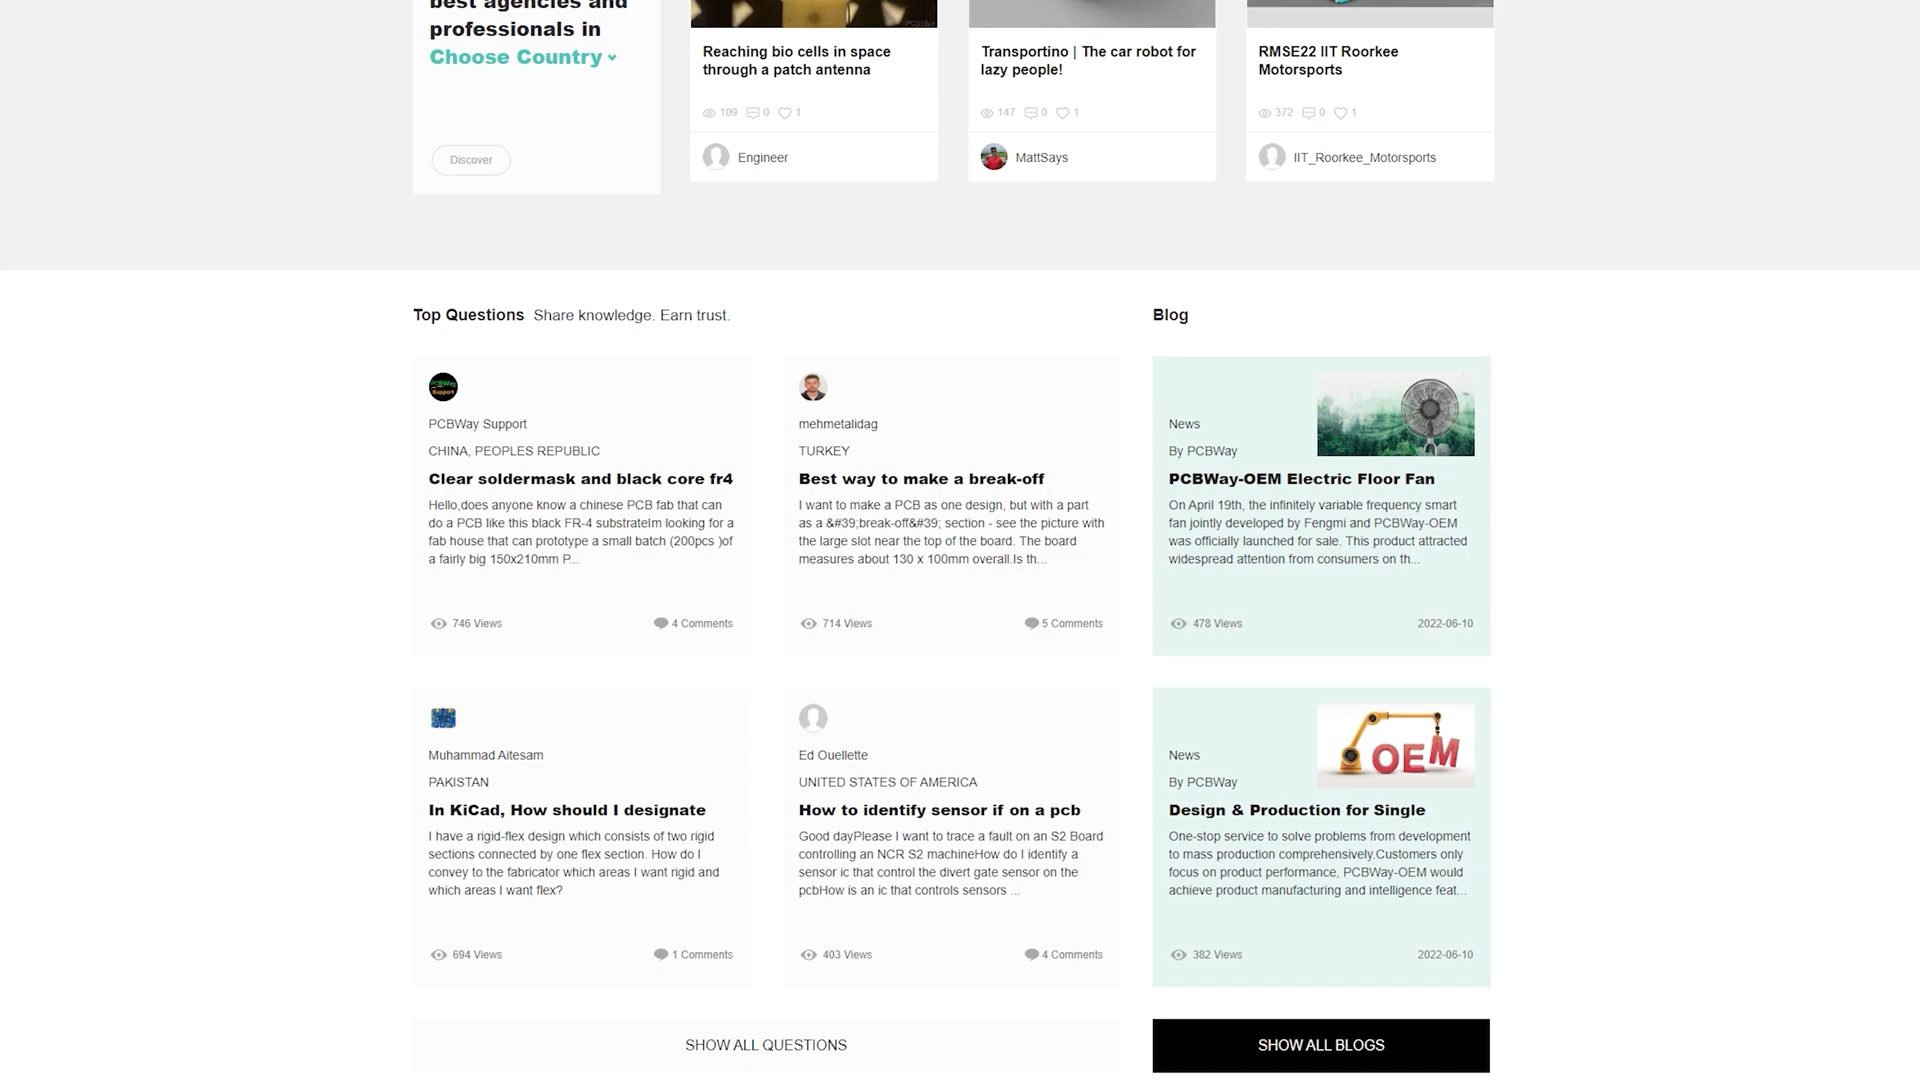 best agencies and
professionals in
Choose Country
Discover
Reaching bio cells in space
through a patch antenna
109 0 1
Engineer
Transportino | The car robot for
lazy people!
147 0 1
MattSays
RMSE22 IIT Roorkee
Motorsports
372 0 1
IIT_Roorkee_Motorsports
Top Questions Share knowledge. Earn trust.
PCBWay Support
CHINA, PEOPLES REPUBLIC
Clear soldermask and black core fr4
Hello,does anyone know a chinese PCB fab that can
do a PCB like this black FR-4 substrateIm looking for a
fab house that can prototype a small batch (200pcs )of
a fairly big 150x210mm P...
746 Views 4 Comments
mehmetalidag
TURKEY
Best way to make a break-off
I want to make a PCB as one design, but with a part
as a &#39;break-off&#39; section - see the picture with
the large slot near the top of the board. The board
measures about 130 x 100mm overall.Is th...
714 Views 5 Comments
Muhammad Aitesam
PAKISTAN
In KiCad, How should I designate
I have a rigid-flex design which consists of two rigid
sections connected by one flex section. How do I
convey to the fabricator which areas I want rigid and
which areas I want flex?
694 Views 1 Comments
Ed Ouellette
UNITED STATES OF AMERICA
How to identify sensor if on a pcb
Good dayPlease I want to trace a fault on an S2 Board
controlling an NCR S2 machineHow do I identify a
sensor ic that control the divert gate sensor on the
pcbHow is an ic that controls sensors ...
403 Views 4 Comments
SHOW ALL QUESTIONS
Blog
News
By PCBWay
PCBWay-OEM Electric Floor Fan
On April 19th, the infinitely variable frequency smart
fan jointly developed by Fengmi and PCBWay-OEM
was officially launched for sale. This product attracted
widespread attention from consumers on th...
478 Views 2022-06-10
OEM
News
By PCBWay
Design & Production for Single
One-stop service to solve problems from development
to mass production comprehensively.Customers only
focus on product performance, PCBWay-OEM would
achieve product manufacturing and intelligence feat...
382 Views 2022-06-10
SHOW ALL BLOGS